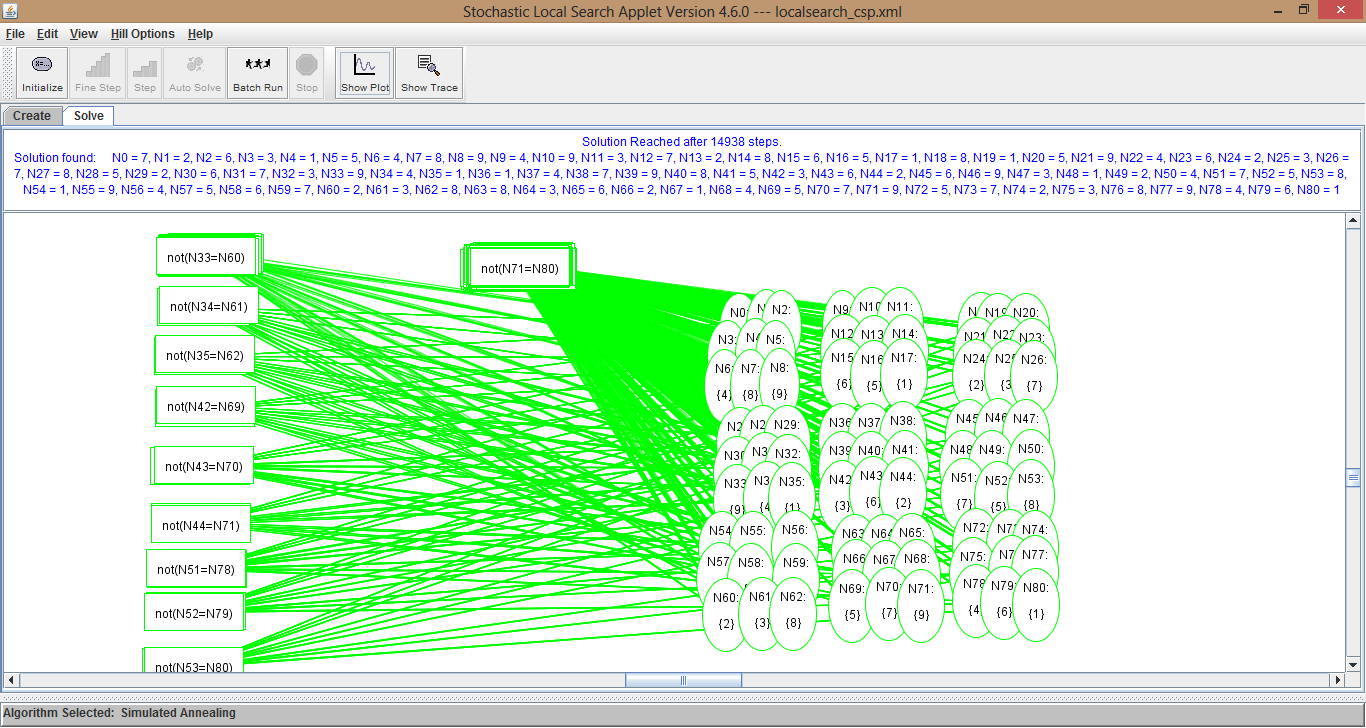 Stochastic Local Search Applet Version 4.6.0 --- localsearch_csp.xml
File Edit View Hill Options Help
Initialize Fine Step Step Auto Solve Batch Run Stop Show Plot Show Trace
Create Solve
Solution Reached after 14938 steps.
Solution found: N0 = 7, N1 = 2, N2 = 6, N3 = 3, N4 = 1, N5 = 5, N6 = 4, N7 = 8, N8 = 9, N9 = 4, N10 = 9, N11 = 3, N12 = 7, N13 = 2, N14 = 8, N15 = 6, N16 = 5, N17 = 1, N18 = 8, N19 = 1, N20 = 5, N21 = 9, N22 = 4, N23 = 6, N24 = 2, N25 = 3, N26 =
7, N27 = 8, N28 = 5, N29 = 2, N30 = 6, N31 = 7, N32 = 3, N33 = 9, N34 = 4, N35 = 1, N36 = 1, N37 = 4, N38 = 7, N39 = 9, N40 = 8, N41 = 5, N42 = 3, N43 = 6, N44 = 2, N45 = 6, N46 = 9, N47 = 3, N48 = 1, N49 = 2, N50 = 4, N51 = 7, N52 = 5, N53 = 8,
N54 = 1, N55 = 9, N56 = 4, N57 = 5, N58 = 6, N59 = 7, N60 = 2, N61 = 3, N62 = 8, N63 = 8, N64 = 3, N65 = 6, N66 = 2, N67 = 1, N68 = 4, N69 = 5, N70 = 7, N71 = 9, N72 = 5, N73 = 7, N74 = 2, N75 = 3, N76 = 8, N77 = 9, N78 = 4, N79 = 6, N80 = 1
not(N33=N60)
not(N71=N80)
not(N34=N61)
not(N35=N62)
not(N42=N69)
not(N43=N70)
not(N44=N71)
not(N51=N78)
not(N52=N79)
not(N53=N80)
N0: N2: N9: N10 N11: N19 N20:
N3: N5: N12 N13 N14: N21: N22 N23:
N6: N7: N8: N15 N16 N17: N24: N26:
{4} {8} {9} {6} {5} {1} {2} {3 {7}
N29: N36 N37 N38: N45 N46 N47:
N30 N32: N39 N40: N41: N48 N49: N50:
N33 N35: N42 N43 N44: N51: N52 N53:
{9} {4 {1} {3} {6} {2} {7} {5} {8}
N54 N55: N56: N63 N64 N65: N72: N74:
N57 N58: N59: N66 N67 N68: N75: N77:
N60: N61 N62: N69: N70 N71: N78 N79 N80:
{2} {3} {8} {5} {7} {9} {4 {6} {1}
Algorithm Selected: Simulated Annealing